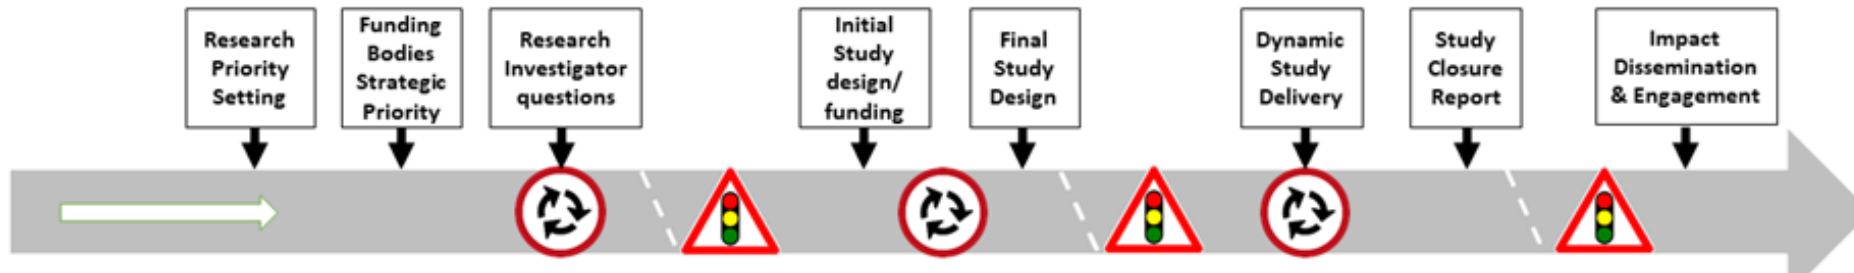 Research
Priority
Setting
Funding
Bodies
Strategic
Priority
Research
Investigator
questions
Initial
Study
design/
funding
Final
Study
Design
Dynamic
Study
Delivery
Study
Closure
Report
Impact
Dissemination
& Engagement